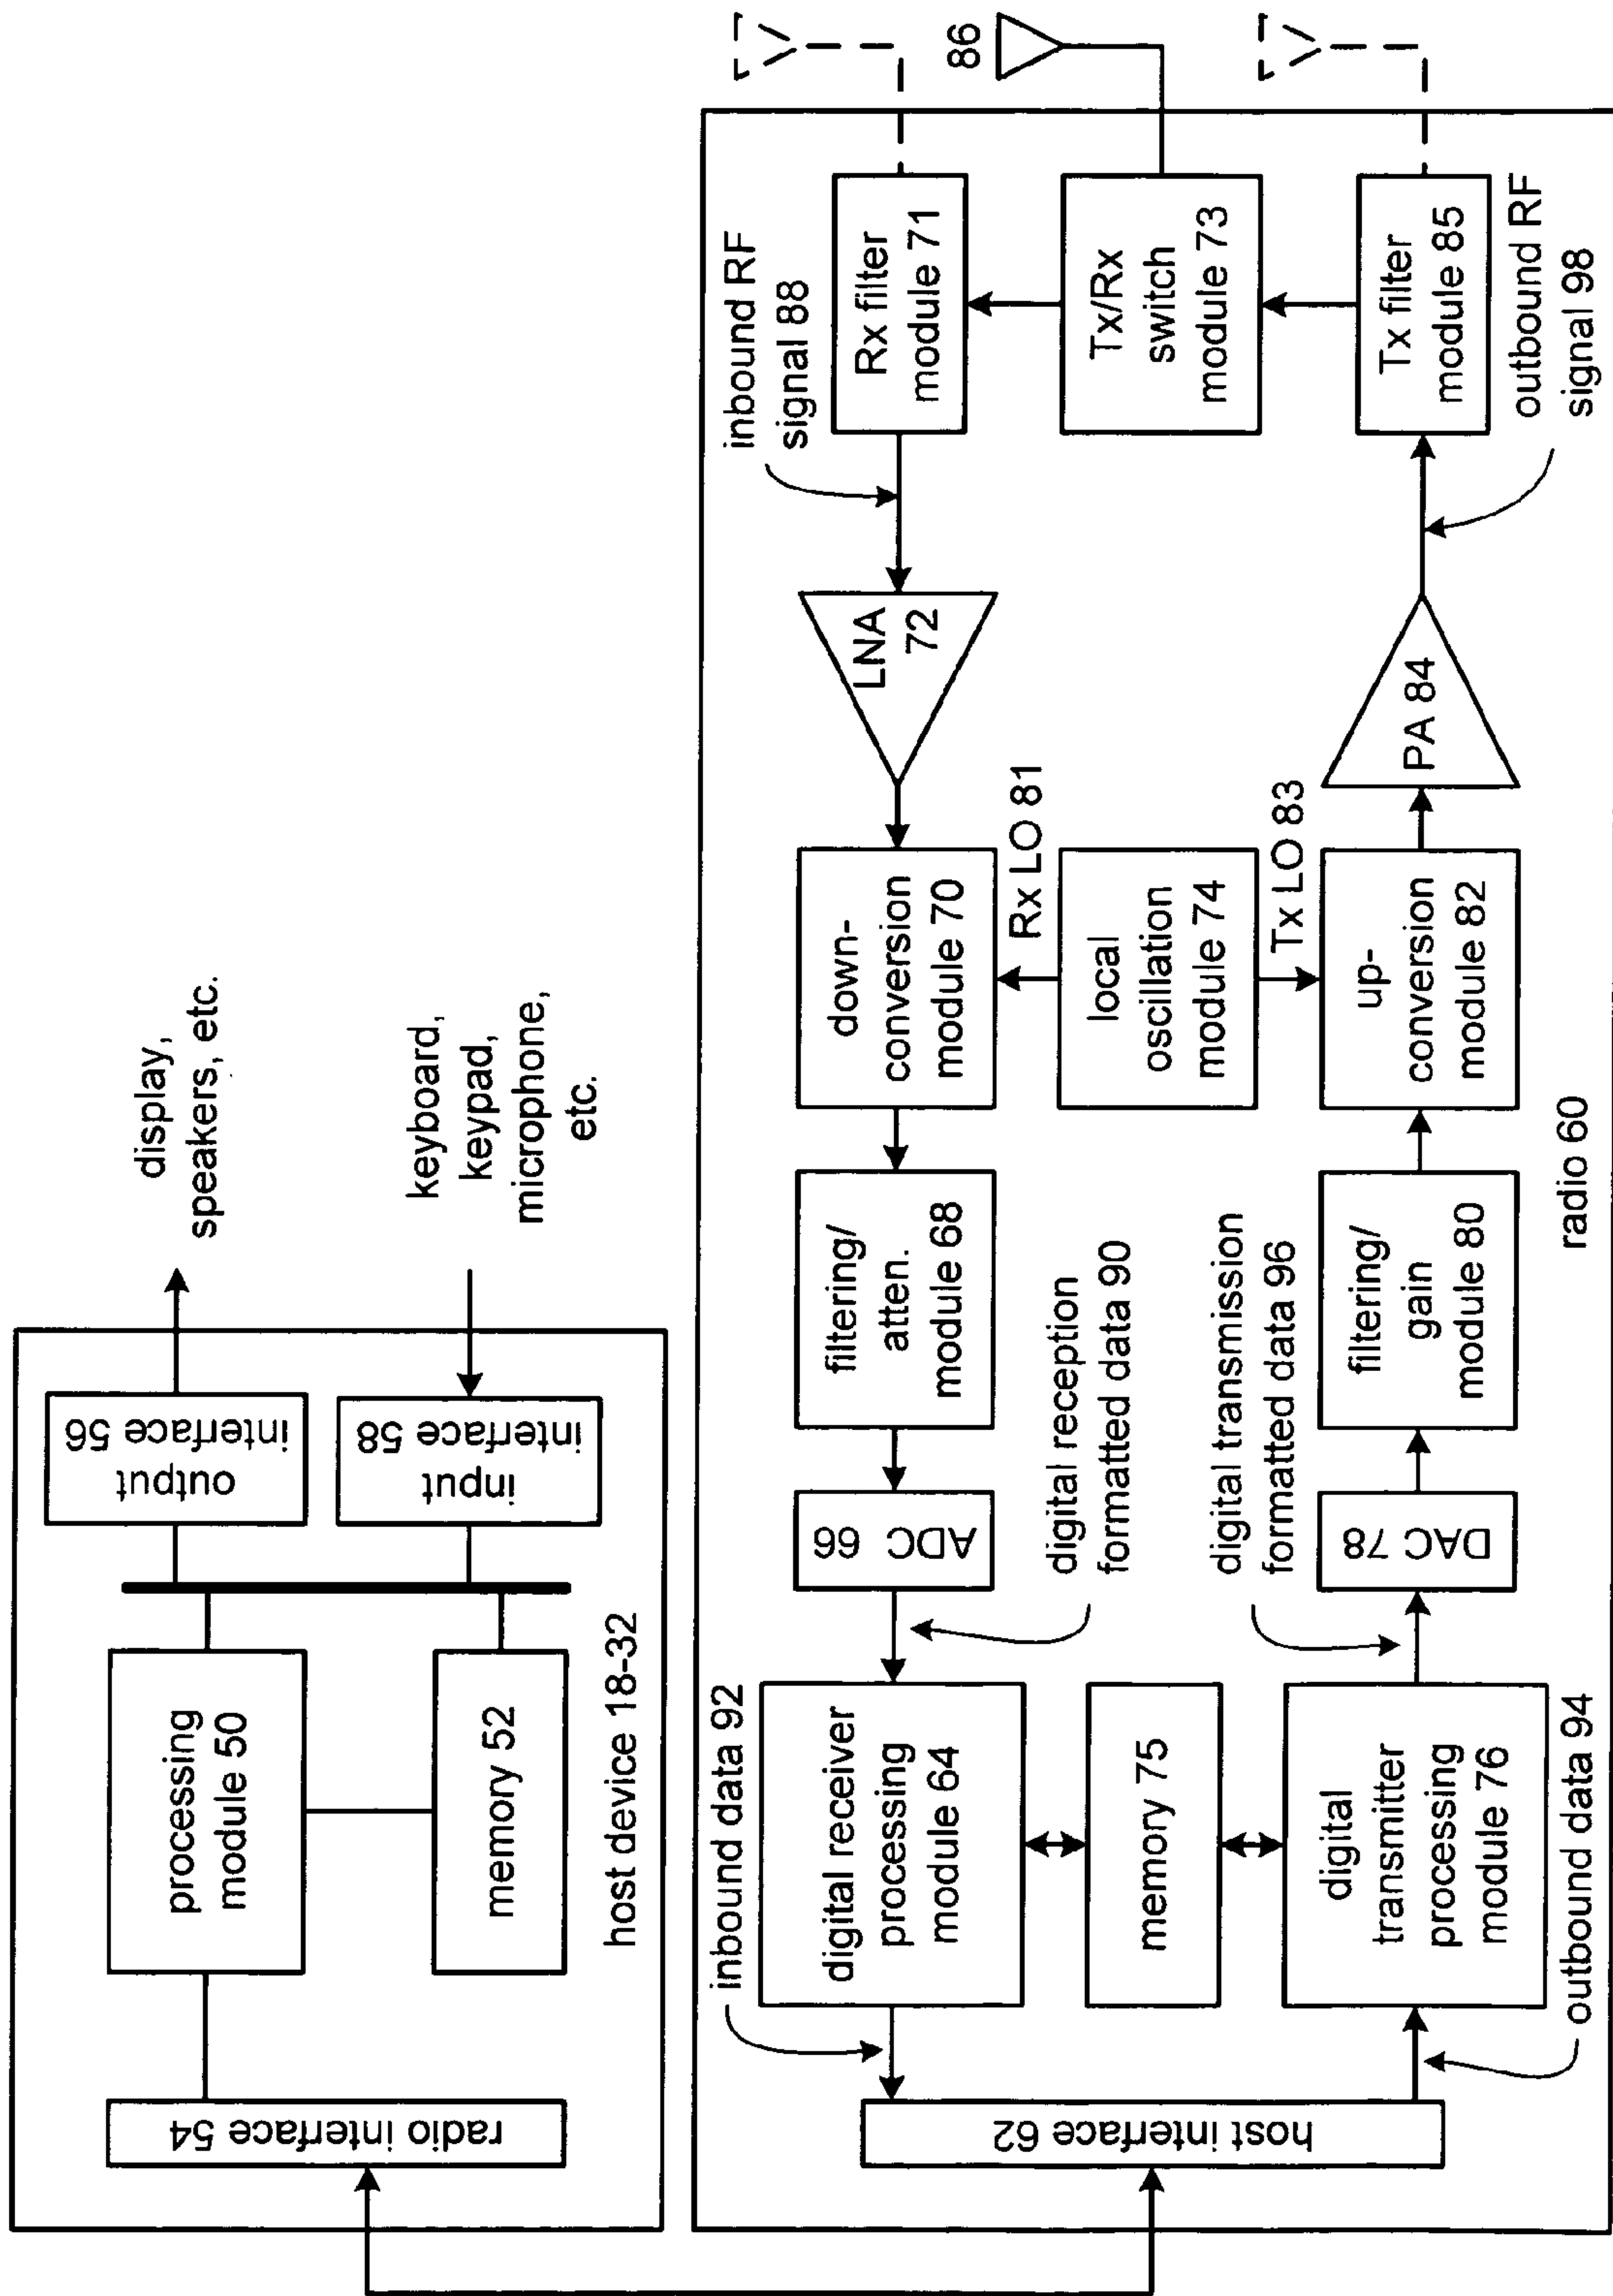 radio interface 54
processing
module 50
memory 52
output
interface 56
input
interface 58
display,
speakers, etc.
keyboard,
keypad,
microphone,
etc.
host device 18-32
host interface 62
inbound data 92
digital receiver
processing
module 64
memory 75
digital
transmitter
processing
module 76
outbound data 94
ADC 66
digital reception
formatted data 90
digital transmission
formatted data 96
DAC 78
filtering/
atten.
module 68
filtering/
gain
module 80
down-
conversion
module 70
Rx LO 81
local
oscillation
module 74
Tx LO 83
up-
conversion
module 82
radio 60
LNA
72
PA 84
inbound RF
signal 88
Rx filter
module 71
Tx/Rx
switch
module 73
Tx filter
module 85
outbound RF
signal 98
86